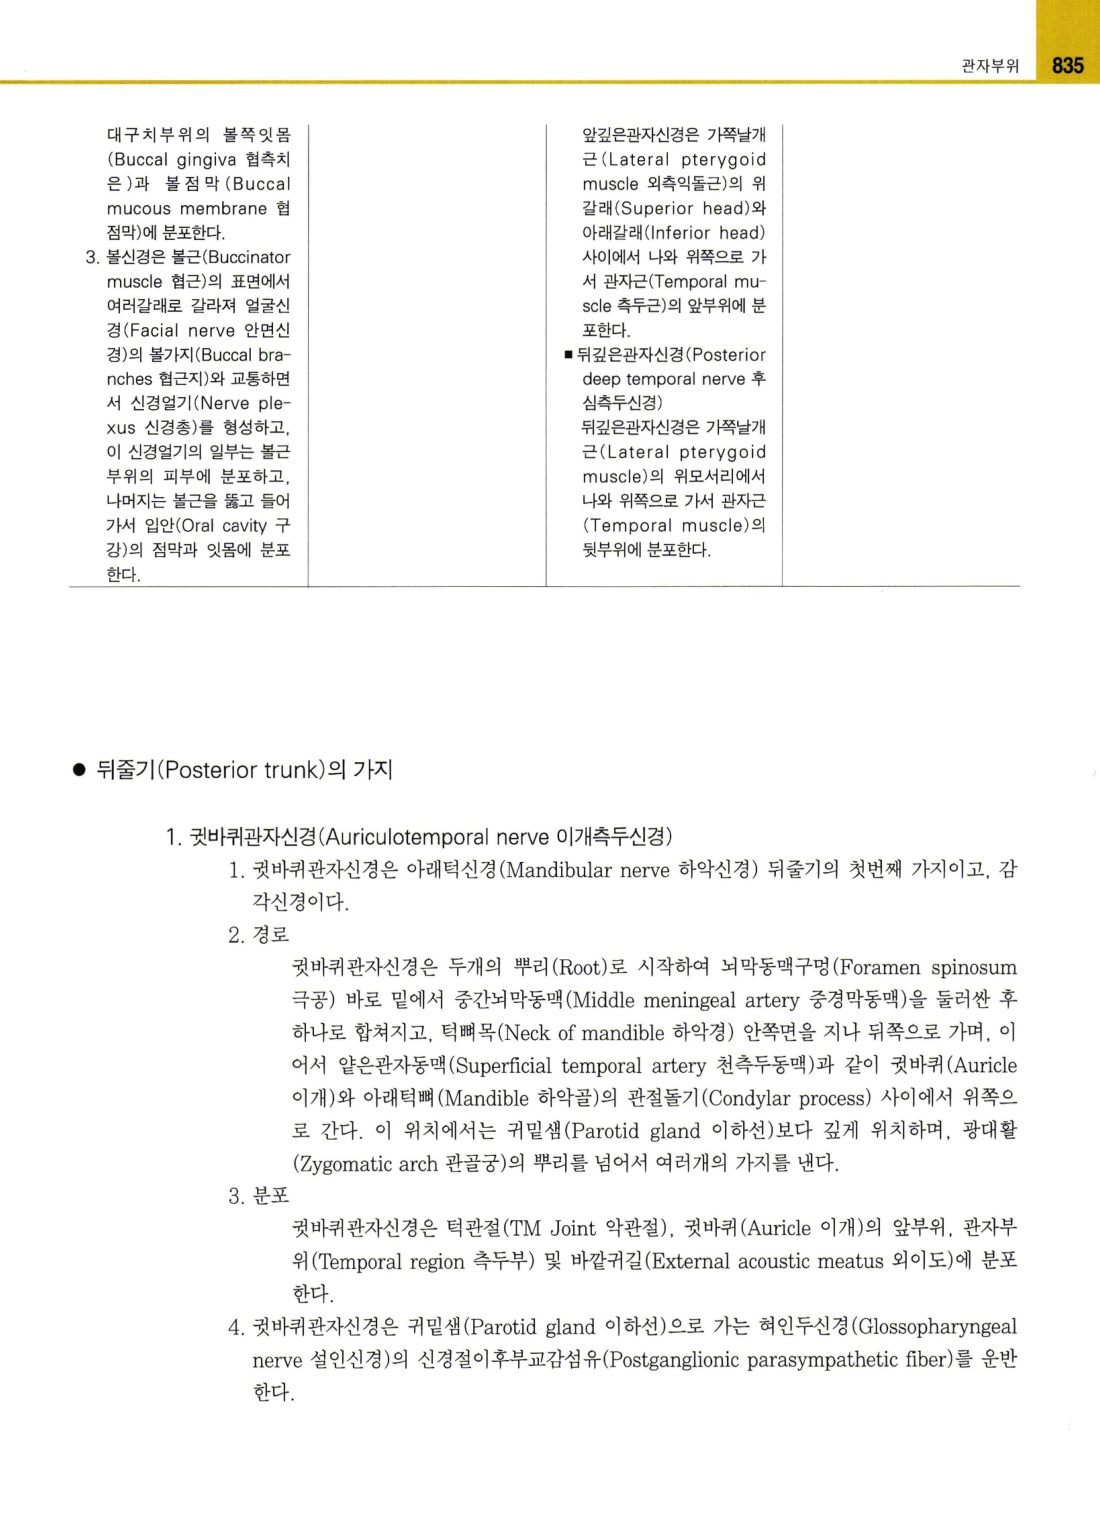 관자부위 835
대구치부위의 볼쪽잇몸
(Buccal gingiva 협측치
은)과 볼점막(Buccal
mucous membrane 협
점막)에 분포한다.
3. 볼신경은 볼근(Buccinator
muscle 협근)의 표면에서
여러갈래로 갈라져 얼굴신
경(Facial nerve 안면신
경)의 볼가지(Buccal bra-
nches 협근지)와 교통하면
서 신경얼기(Nerve ple-
xus 신경총)를 형성하고,
이 신경얼기의 일부는 볼근
부위의 피부에 분포하고,
나머지는 볼근을 뚫고 들어
가서 입안(Oral cavity 구
강)의 점막과 잇몸에 분포
한다.
앞깊은관자신경은 가쪽날개
근(Lateral pterygoid
muscle 외측익돌근)의 위
갈래(Superior head)와
아래갈래(Inferior head)
사이에서 나와 위쪽으로 가
서 관자근(Temporal mu-
scle 측두근)의 앞부위에 분
포한다.
■ 뒤깊은관자신경(Posterior
deep temporal nerve 후
심측두신경)
뒤깊은관자신경은 가쪽날개
근(Lateral pterygoid
muscle)의 위모서리에서
나와 위쪽으로 가서 관자근
(Temporal muscle)의
뒷부위에 분포한다.
● 뒤줄기(Posterior trunk)의 가지
1. 귓바퀴관자신경(Auriculotemporal nerve 이개측두신경)
1. 귓바퀴관자신경은 아래턱신경(Mandibular nerve 하악신경) 뒤줄기의 첫번째 가지이고, 감
각신경이다.
2. 경로
귓바퀴관자신경은 두개의 뿌리(Root)로 시작하여 뇌막동맥구멍(Foramen spinosum
극공) 바로 밑에서 중간뇌막동맥(Middle meningeal artery 중경막동맥)을 둘러싼 후
하나로 합쳐지고, 턱뼈목(Neck of mandible 하악경) 안쪽면을 지나 뒤쪽으로 가며, 이
어서 얕은관자동맥(Superficial temporal artery 천측두동맥)과 같이 귓바퀴(Auricle
이개)와 아래턱뼈(Mandible 하악골)의 관절돌기(Condylar process) 사이에서 위쪽으
로 간다. 이 위치에서는 귀밑샘(Parotid gland 이하선)보다 깊게 위치하며, 광대활
(Zygomatic arch 관골궁)의 뿌리를 넘어서 여러개의 가지를 낸다.
3. 분포
귓바퀴관자신경은 턱관절(TM Joint 악관절), 귓바퀴(Auricle 이개)의 앞부위, 관자부
위(Temporal region 측두부) 및 바깥귀길(External acoustic meatus 외이도)에 분포
한다.
4. 귓바퀴관자신경은 귀밑샘(Parotid gland 이하선)으로 가는 혀인두신경(Glossopharyngeal
nerve 설인신경)의 신경절이후부교감섬유(Postganglionic parasympathetic fiber)를 운반
한다.